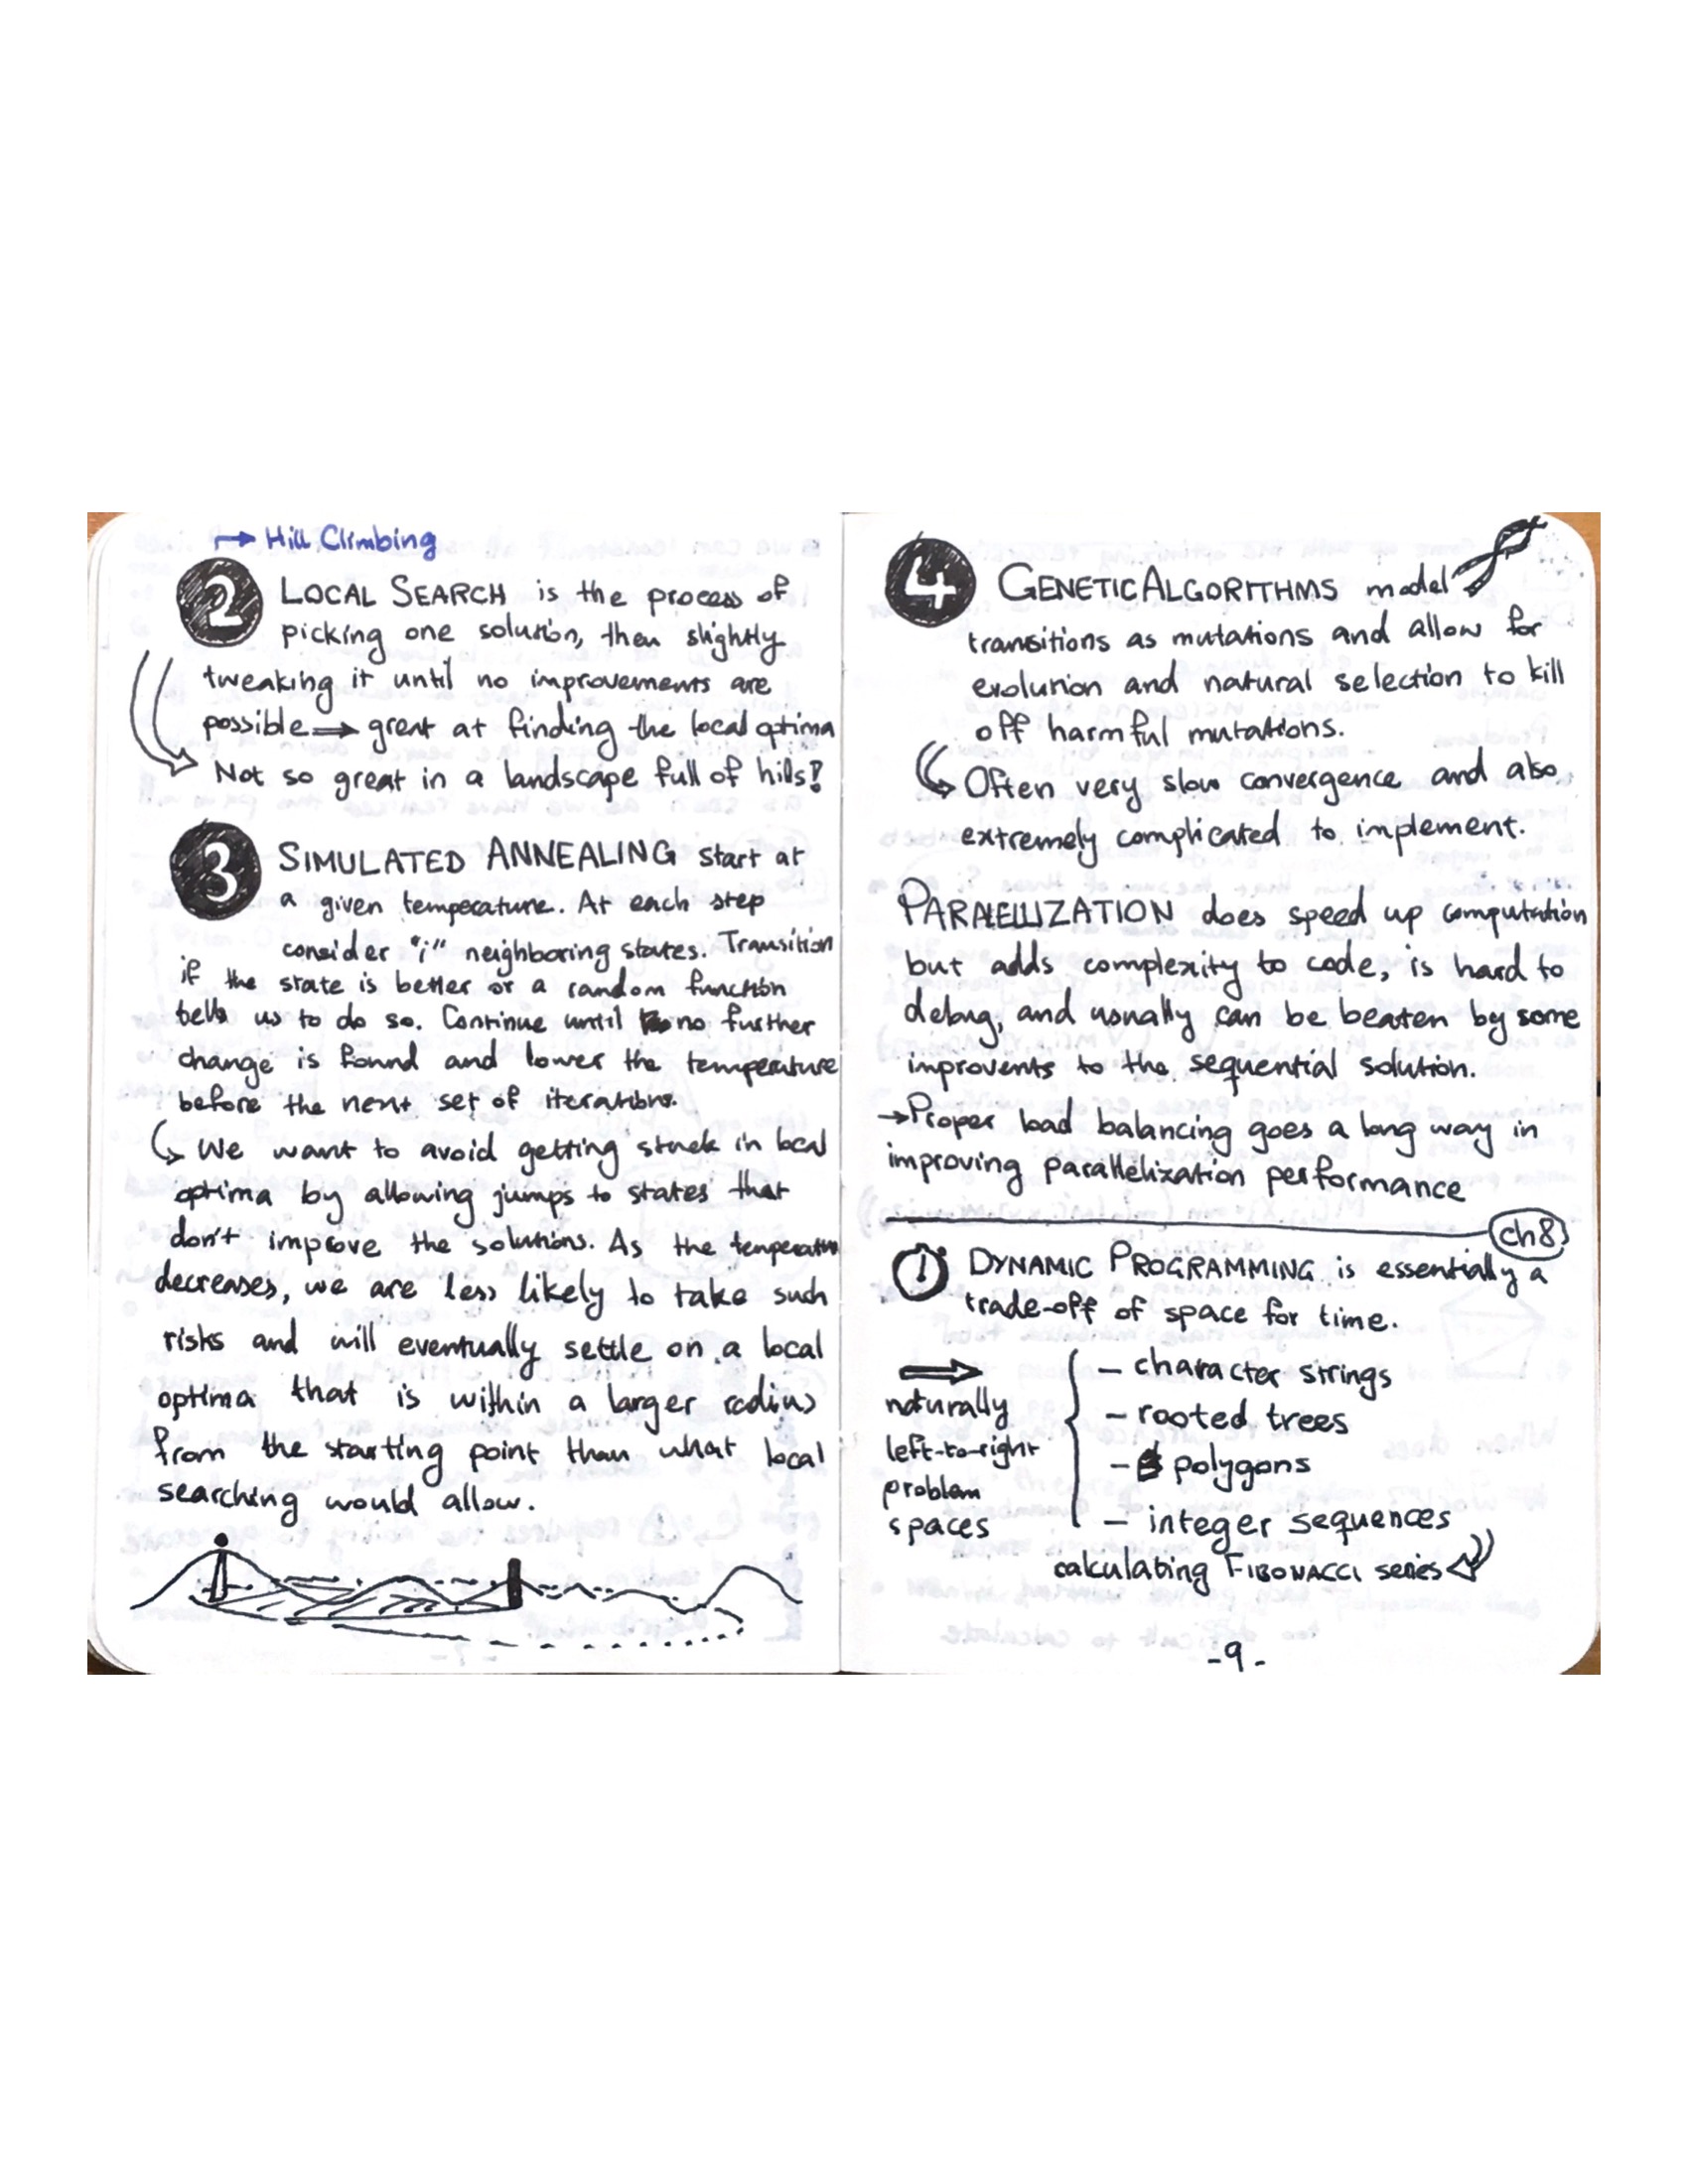 → Hill Climbing
2 LOCAL SEARCH is the process of
picking one solution, then slightly
tweaking it until no improvements are
possible ⇒ great at finding the local optima
Not so great in a landscape full of hills!
3 SIMULATED ANNEALING start at
a given temperature. At each step
consider "i" neighboring states. Transition
if the state is better or a random function
tells us to do so. Continue until no further
change is found and lower the temperature
before the next set of iterations.
We want to avoid getting stuck in local
optima by allowing jumps to states that
don't improve the solutions. As the temperature
decreases, we are less likely to take such
risks and will eventually settle on a local
optima that is within a larger radius
from the starting point than what local
searching would allow.
4 GENETIC ALGORITHMS model
transitions as mutations and allow for
evolution and natural selection to kill
off harmful mutations.
Often very slow convergence and also
extremely complicated to implement.
PARALLELLIZATION does speed up computation
but adds complexity to code, is hard to
debug, and usually can be beaten by some
improvents to the sequential solution.
→ Proper load balancing goes a long way in
improving parallelization performance
ch 8
DYNAMIC PROGRAMMING is essentially a
trade-off of space for time.
⇒
naturally
left-to-right
problem
spaces
- character strings
- rooted trees
- polygons
- integer sequences
calculating FIBONACCI series
-9-